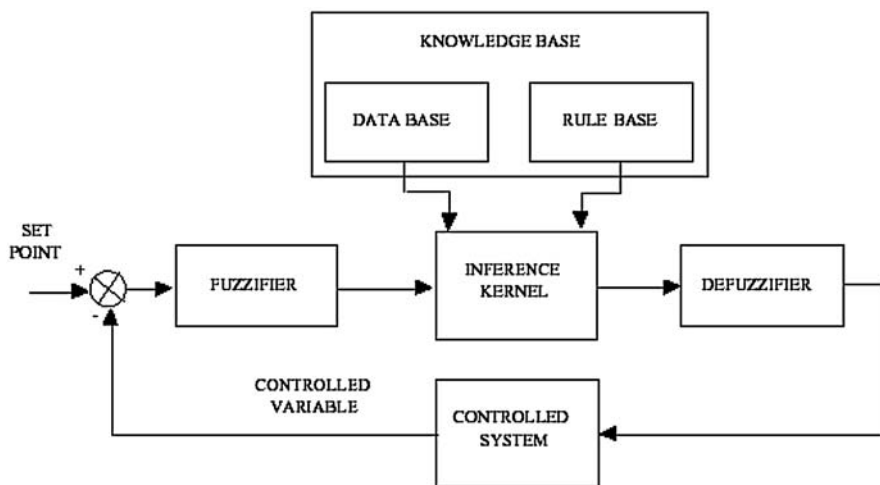 KNOWLEDGE BASE
DATA BASE
RULE BASE
SET
POINT
+
-
FUZZIFIER
INFERENCE
KERNEL
DEFUZZIFIER
CONTROLLED
VARIABLE
CONTROLLED
SYSTEM